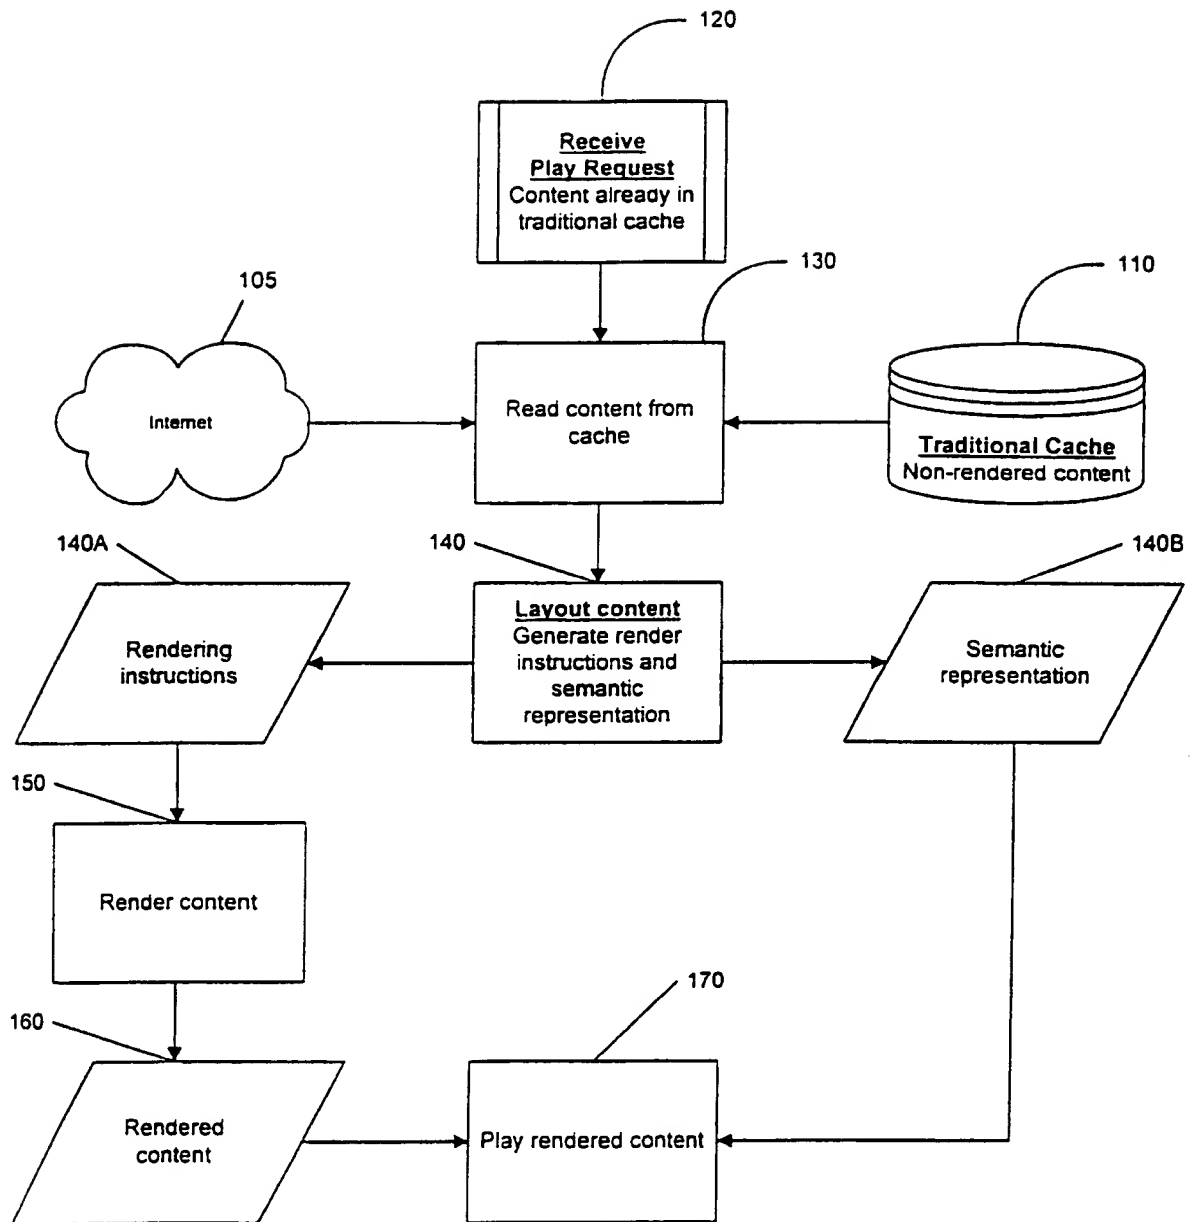 120
Receive
Play Request
Content already in
traditional cache
130
110
105
Internet
Read content from
cache
Traditional Cache
Non-rendered content
140A
140
140B
Rendering
instructions
Layout content
Generate render
instructions and
semantic
representation
Semantic
representation
150
Render content
170
160
Rendered
content
Play rendered content